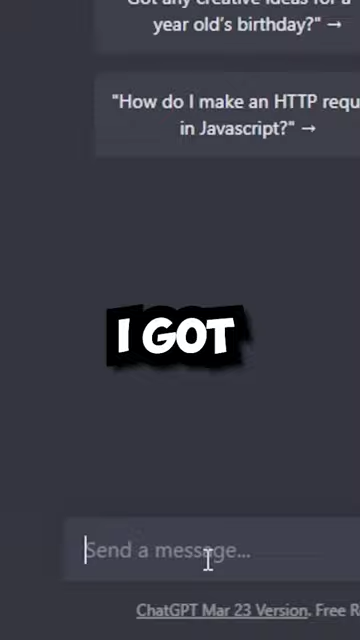 year old's birthday?" →
"How do I make an HTTP requ
in Javascript?" →
I GOT
Send a message...
ChatGPT Mar 23 Version. Free R